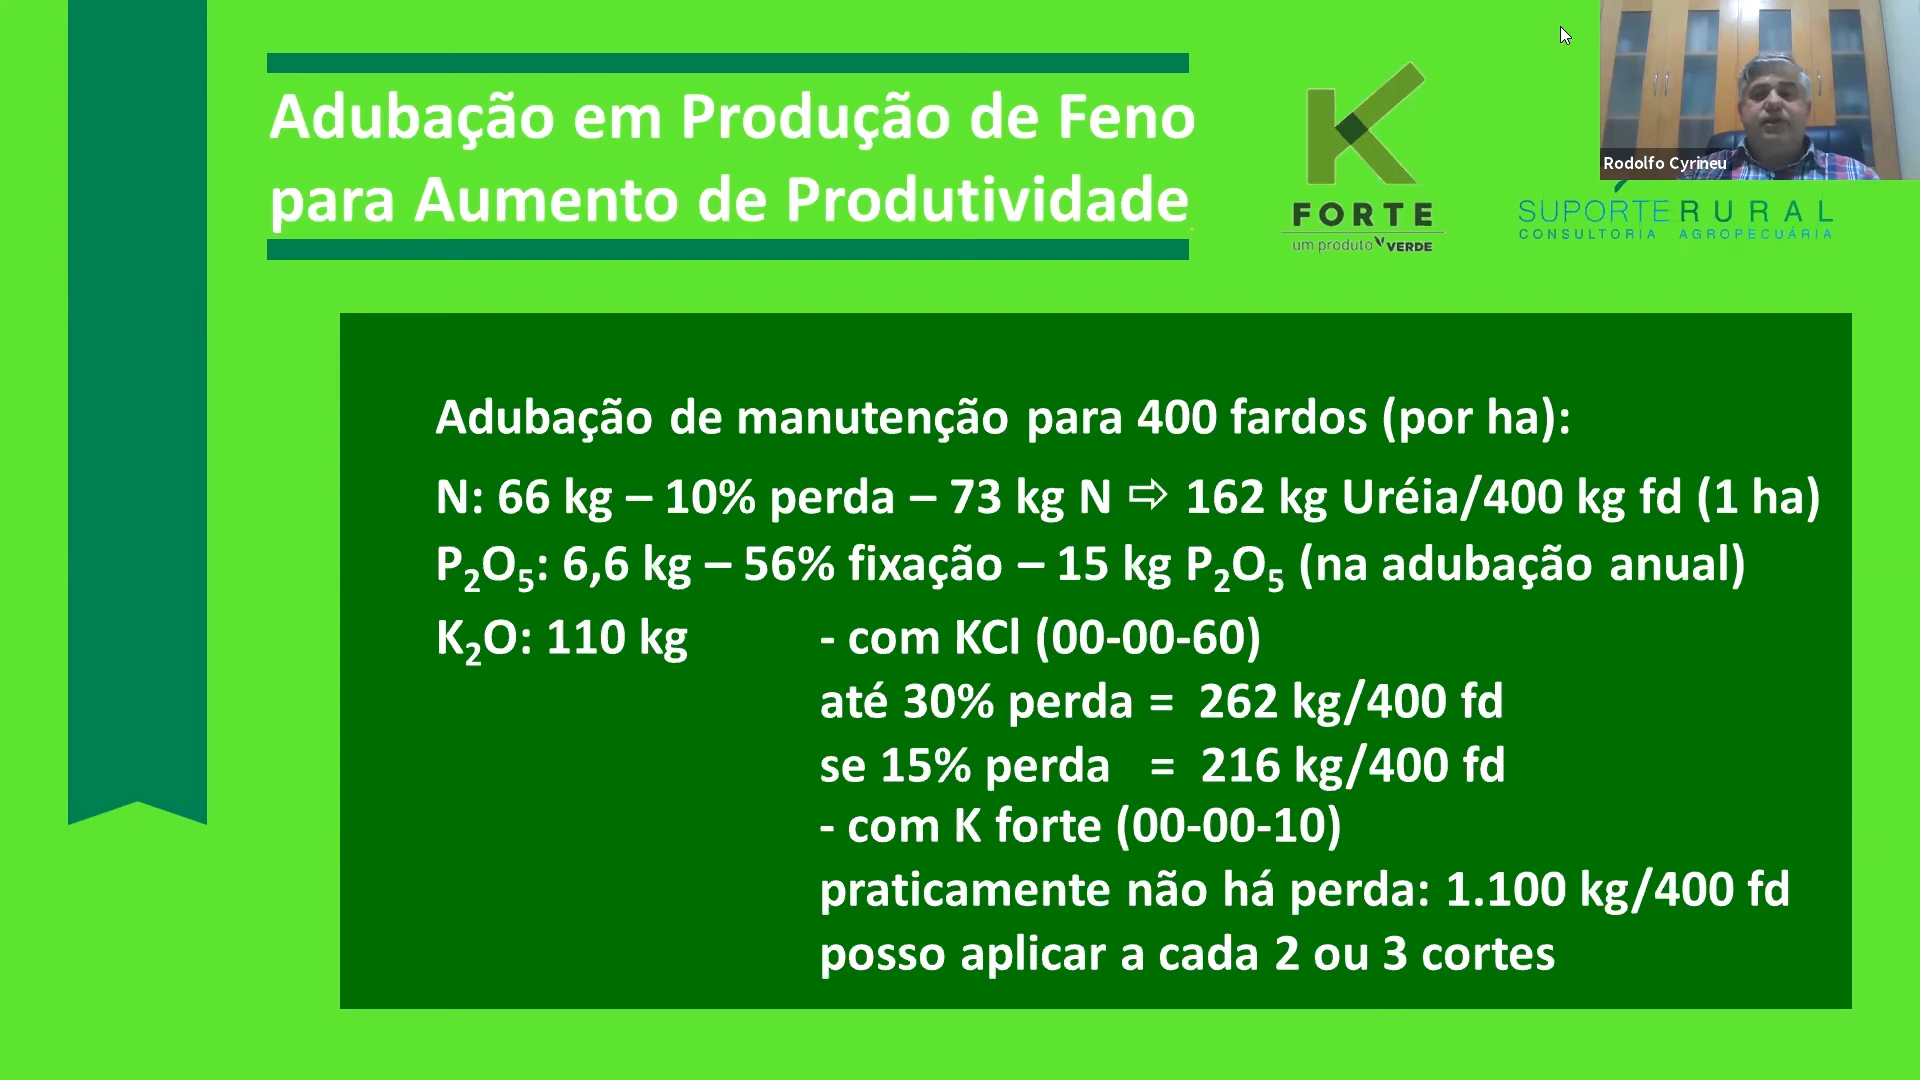 Adubação em Produção de Feno
para Aumento de Produtividade
FORTE
um produto VERDE
Rodolfo Cyrineu
SUPORTERURAL
CONSULTORIA AGROPECUÁRIA
Adubação de manutenção para 400 fardos (por ha):
N: 66 kg – 10% perda – 73 kg N ⇨ 162 kg Uréia/400 kg fd (1 ha)
P₂O₅: 6,6 kg – 56% fixação – 15 kg P₂O₅ (na adubação anual)
K₂O: 110 kg - com KCl (00-00-60)
até 30% perda = 262 kg/400 fd
se 15% perda = 216 kg/400 fd
- com K forte (00-00-10)
praticamente não há perda: 1.100 kg/400 fd
posso aplicar a cada 2 ou 3 cortes